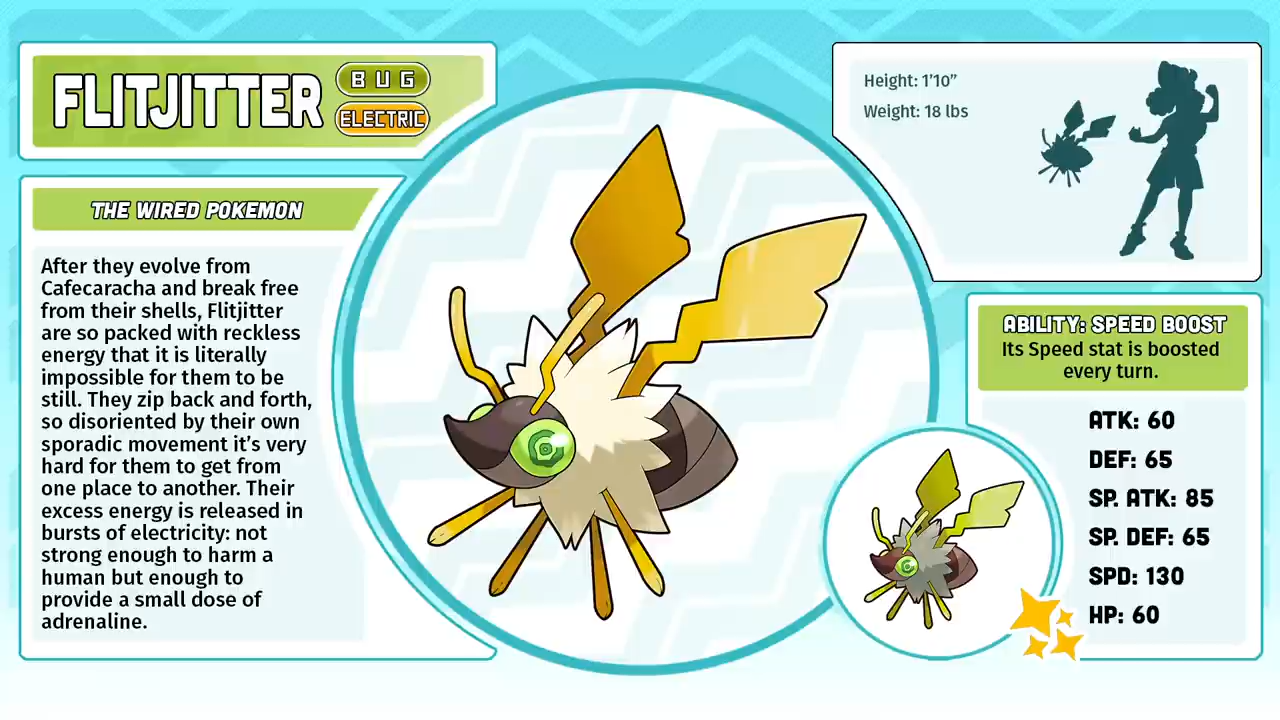 FLITJITTER
BUG
ELECTRIC
THE WIRED POKEMON
After they evolve from
Cafecaracha and break free
from their shells, Flitjitter
are so packed with reckless
energy that it is literally
impossible for them to be
still. They zip back and forth,
so disoriented by their own
sporadic movement it's very
hard for them to get from
one place to another. Their
excess energy is released in
bursts of electricity: not
strong enough to harm a
human but enough to
provide a small dose of
adrenaline.
Height: 1'10"
Weight: 18 lbs
ABILITY: SPEED BOOST
Its Speed stat is boosted
every turn.
ATK: 60
DEF: 65
SP. ATK: 85
SP. DEF: 65
SPD: 130
HP: 60